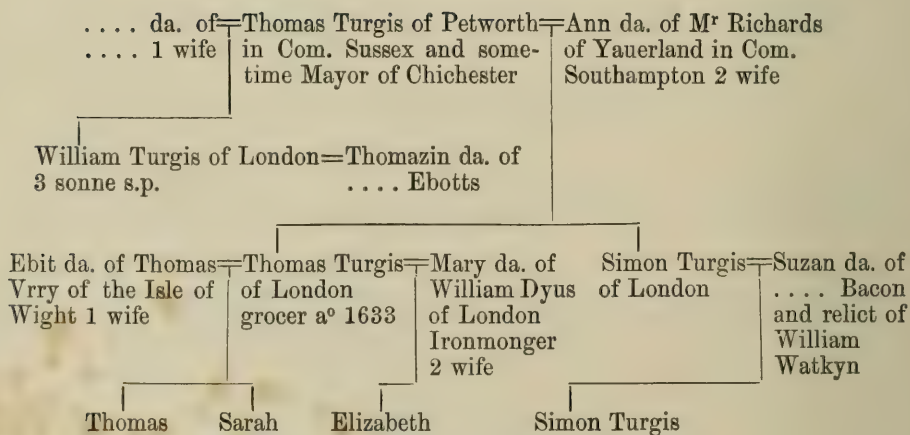 .... da. of Thomas Turgis of Petworth Ann da. of Mr Richards
.... 1 wife in Com. Sussex and some- of Yauerland in Com.
time Mayor of Chichester Southampton 2 wife
William Turgis of London=Thomazin da. of
3 sonne s.p. .... Ebotts
Ebit da. of Thomas Thomas Turgis Mary da. of Simon Turgis Suzan da. of
Vrry of the Isle of of London William Dyus of London .... Bacon
Wight 1 wife grocer ao 1633 of London and relict of
Ironmonger William
2 wife Watkyn
Thomas Sarah Elizabeth Simon Turgis